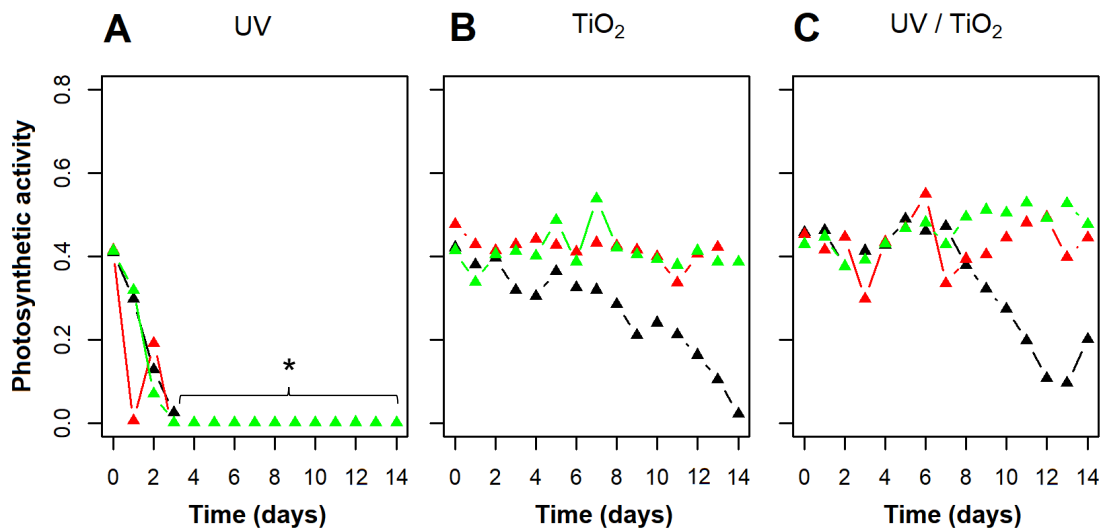 A UV
B TiO₂
C UV / TiO₂
Photosynthetic activity
0.8
0.6
0.4
0.2
0.0
*
0 2 4 6 8 10 12 14
0 2 4 6 8 10 12 14
0 2 4 6 8 10 12 14
Time (days)
Time (days)
Time (days)